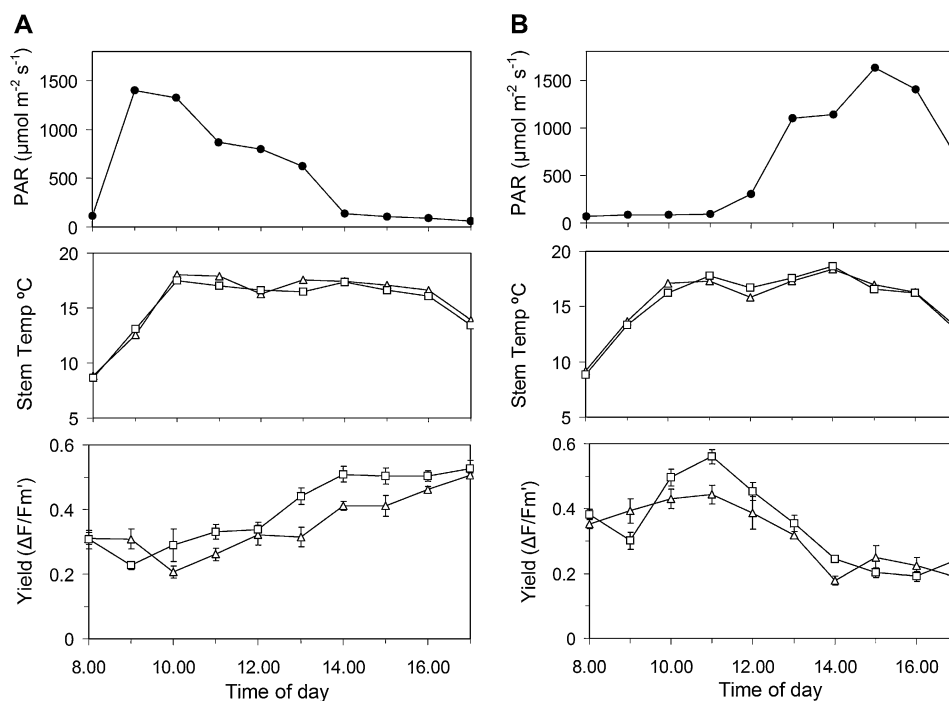 A
B
PAR (µmol m⁻² s⁻¹)
1500
1000
500
0
PAR (µmol m⁻² s⁻¹)
1500
1000
500
0
Stem Temp ºC
20
15
10
5
Stem Temp ºC
20
15
10
5
Yield (ΔF/Fm')
0.6
0.4
0.2
0
8.00 10.00 12.00 14.00 16.00
Time of day
Yield (ΔF/Fm')
0.6
0.4
0.2
0
8.00 10.00 12.00 14.00 16.00
Time of day